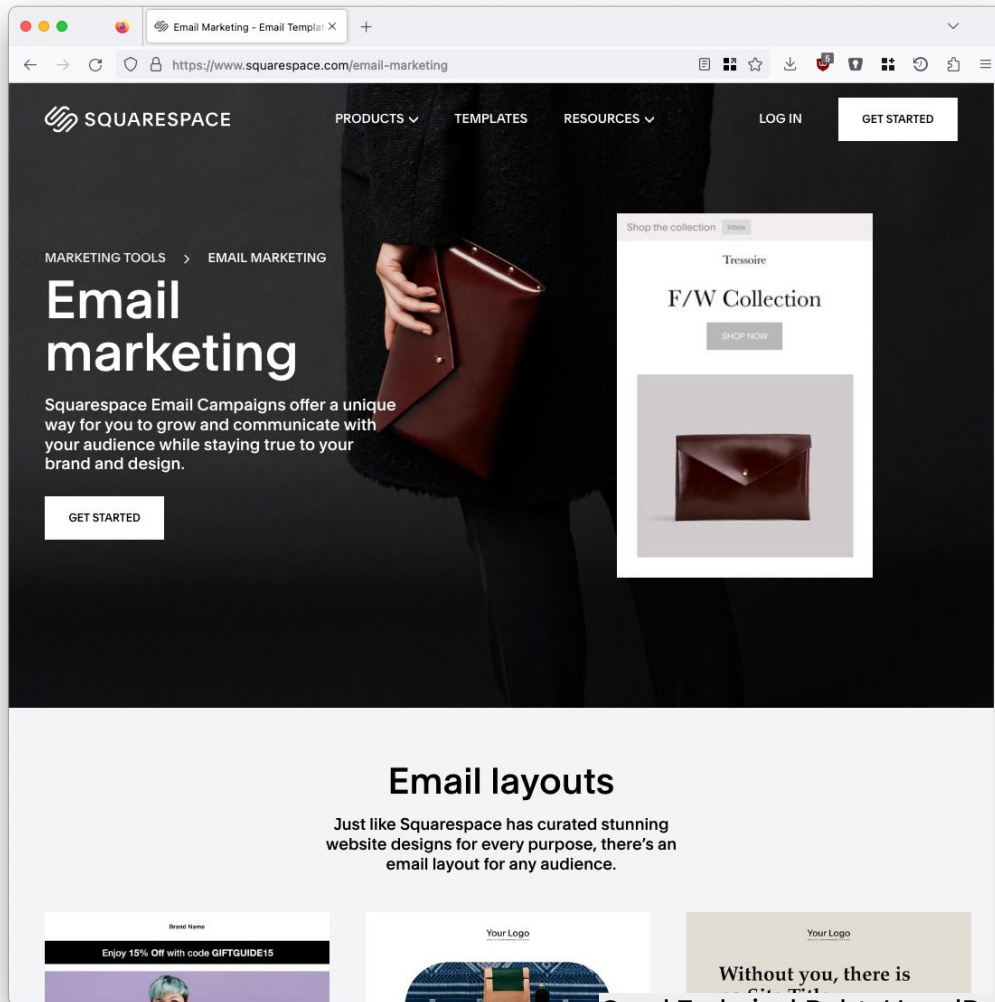 Email Marketing - Email Templat
https://www.squarespace.com/email-marketing
5
SQUARESPACE
PRODUCTS
TEMPLATES
RESOURCES
LOG IN
GET STARTED
MARKETING TOOLS > EMAIL MARKETING
Email
marketing
Squarespace Email Campaigns offer a unique
way for you to grow and communicate with
your audience while staying true to your
brand and design.
GET STARTED
Shop the collection Inbox
Tressoire
F/W Collection
SHOP NOW
Email layouts
Just like Squarespace has curated stunning
website designs for every purpose, there's an
email layout for any audience.
Brand Name
Enjoy 15% Off with code GIFTGUIDE15
Your Logo
Your Logo
Without you, there is